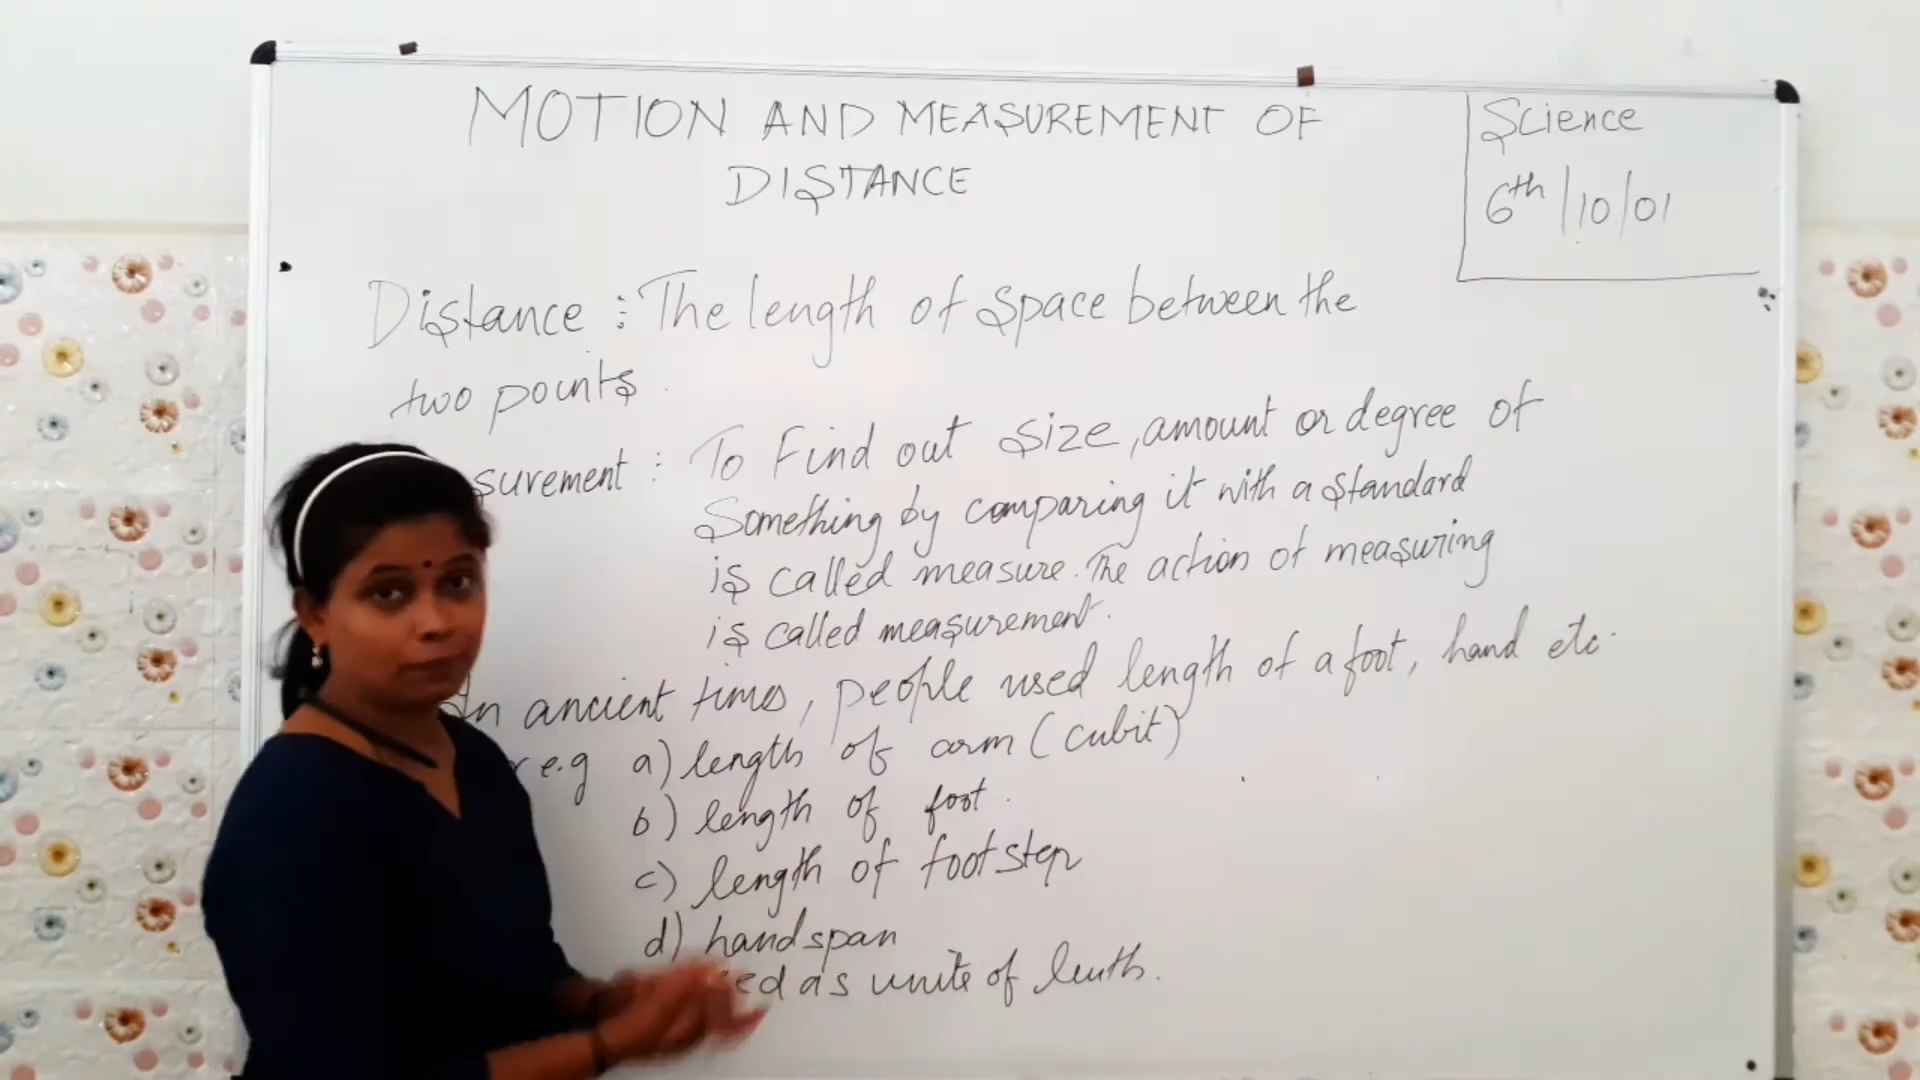 MOTION AND MEASUREMENT OF
DISTANCE
Science
6th/10/01
Distance : The length of space between the
two points.
surement : To Find out size, amount or degree of
Something by comparing it with a standard
is called measure. The action of measuring
is called measurement.
In ancient times, people used length of a foot, hand etc.
e.g a) length of arm (cubit)
b) length of foot.
c) length of footstep
d) handspan
ed as unite of lenth.